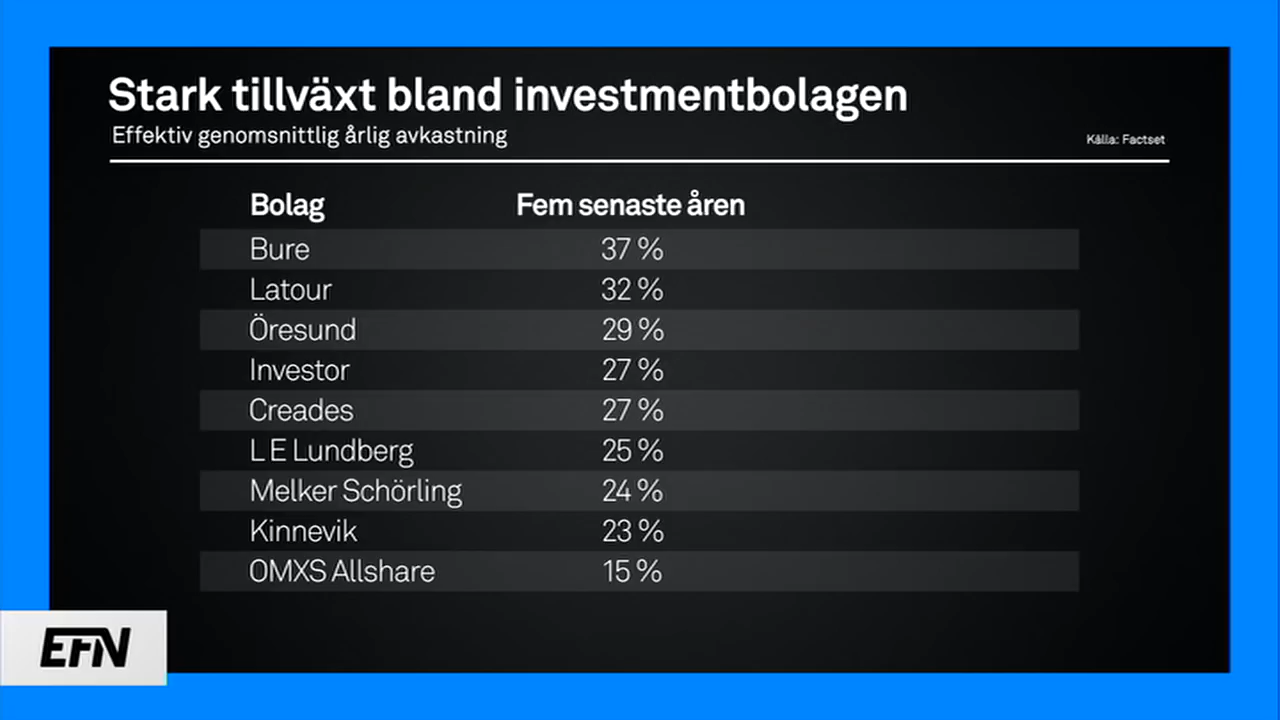 Stark tillväxt bland investmentbolagen
Effektiv genomsnittlig årlig avkastning
Källa: Factset
Bolag Fem senaste åren
Bure 37 %
Latour 32 %
Öresund 29 %
Investor 27 %
Creades 27 %
L E Lundberg 25 %
Melker Schörling 24 %
Kinnevik 23 %
OMXS Allshare 15 %
EFN